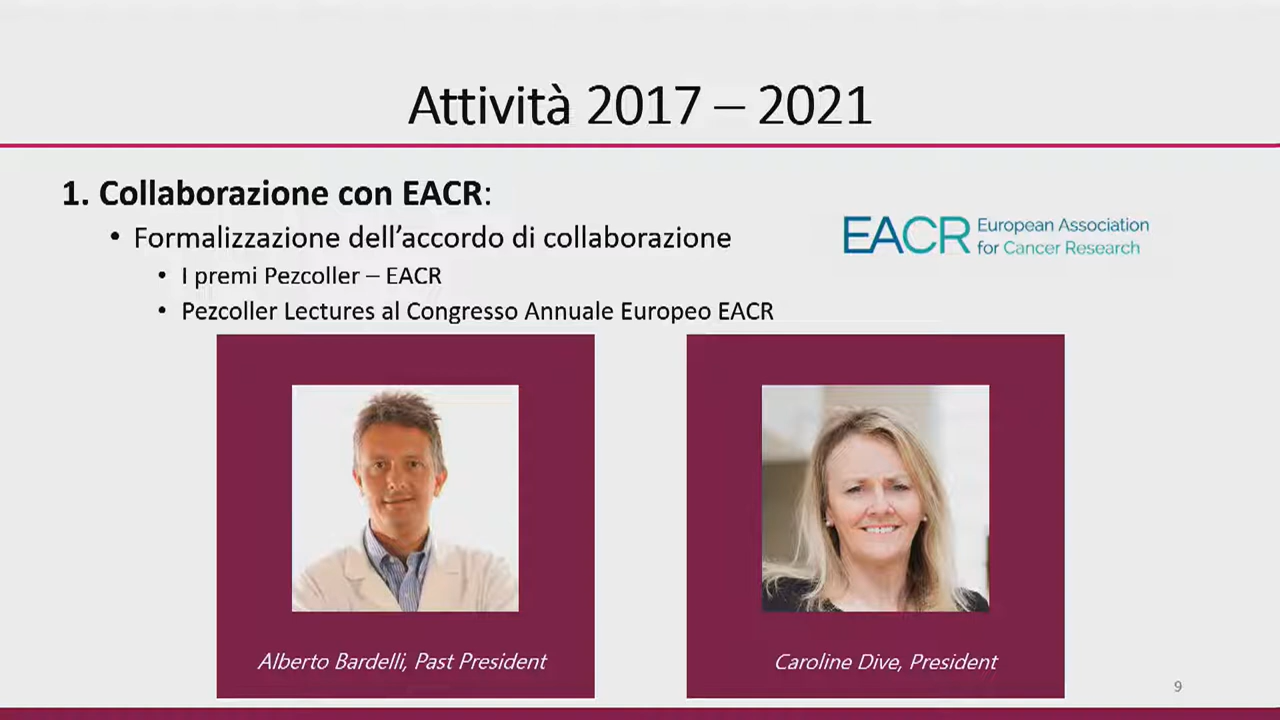 Attività 2017 – 2021
1. Collaborazione con EACR:
• Formalizzazione dell’accordo di collaborazione
• I premi Pezcoller – EACR
• Pezcoller Lectures al Congresso Annuale Europeo EACR
EACR European Association
for Cancer Research
Alberto Bardelli, Past President
Caroline Dive, President
9